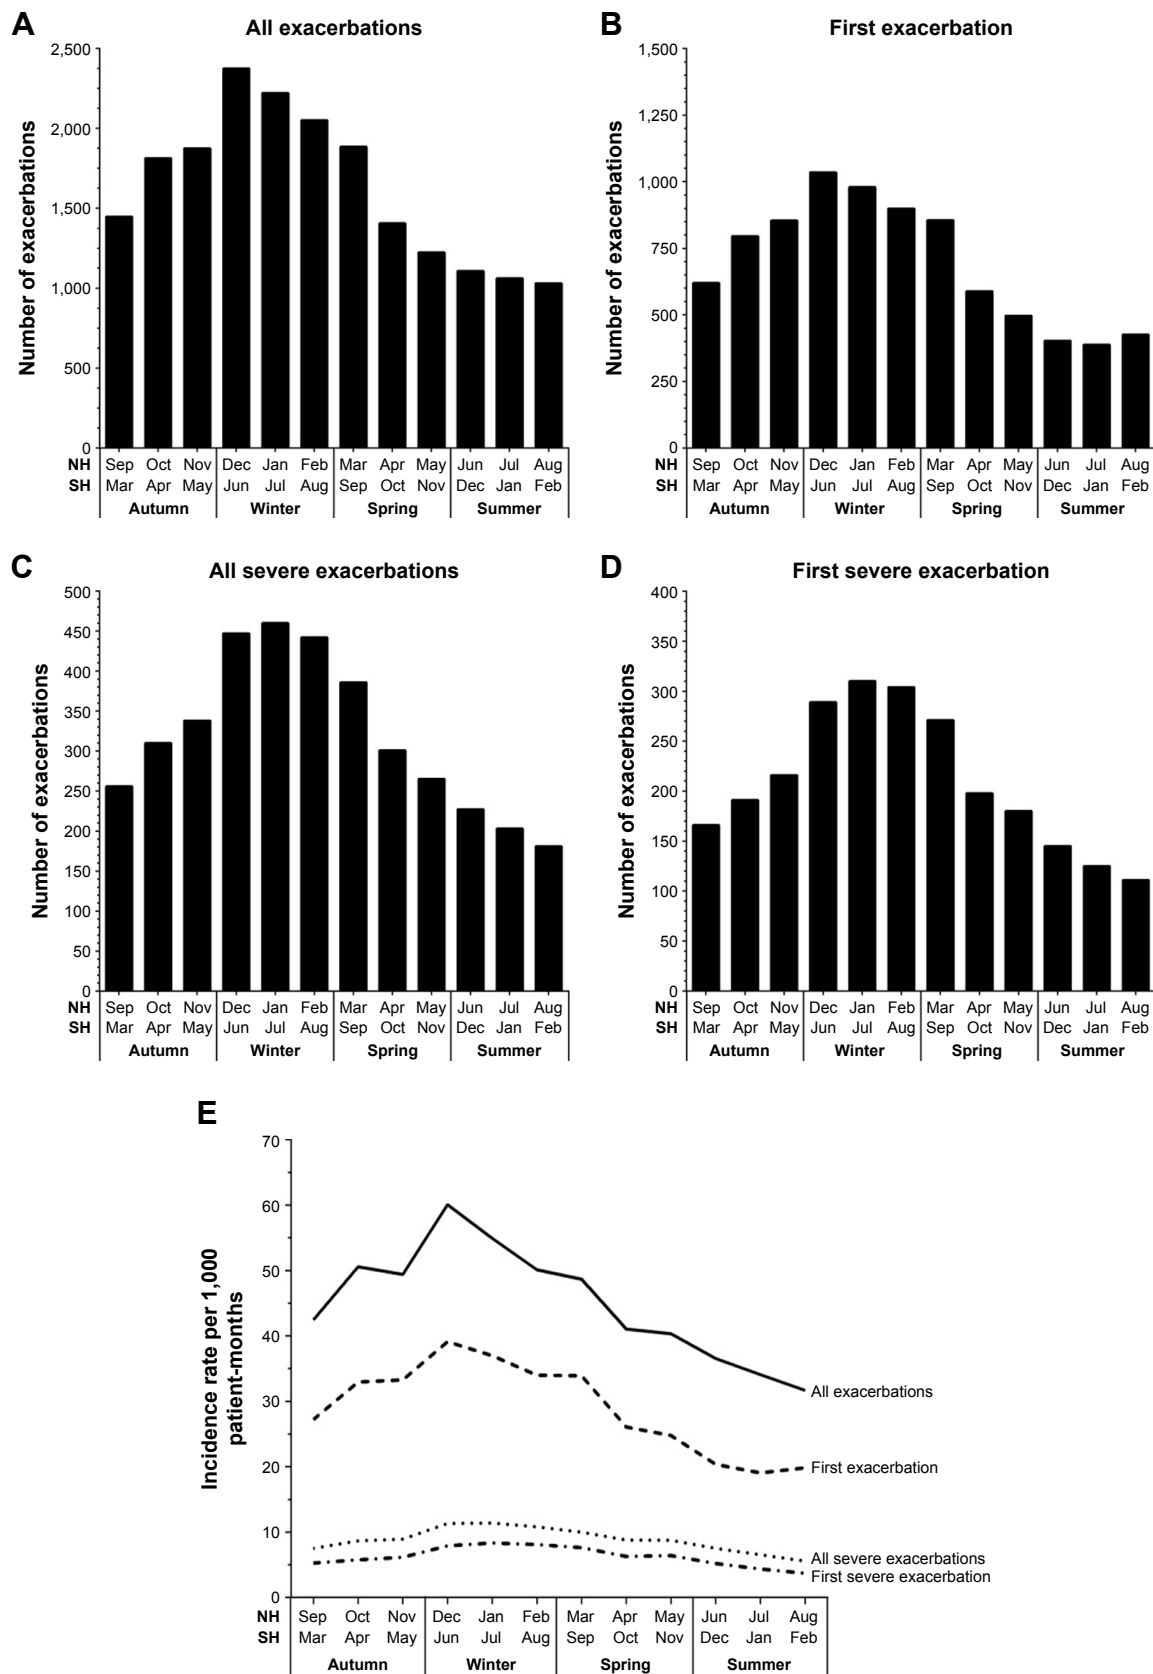 A
All exacerbations
Number of exacerbations
2,500
2,000
1,500
1,000
500
0
NH Sep Oct Nov Dec Jan Feb Mar Apr May Jun Jul Aug
SH Mar Apr May Jun Jul Aug Sep Oct Nov Dec Jan Feb
Autumn Winter Spring Summer
B
First exacerbation
Number of exacerbations
1,500
1,250
1,000
750
500
250
0
NH Sep Oct Nov Dec Jan Feb Mar Apr May Jun Jul Aug
SH Mar Apr May Jun Jul Aug Sep Oct Nov Dec Jan Feb
Autumn Winter Spring Summer
C
All severe exacerbations
Number of exacerbations
500
450
400
350
300
250
200
150
100
50
0
NH Sep Oct Nov Dec Jan Feb Mar Apr May Jun Jul Aug
SH Mar Apr May Jun Jul Aug Sep Oct Nov Dec Jan Feb
Autumn Winter Spring Summer
D
First severe exacerbation
Number of exacerbations
400
350
300
250
200
150
100
50
0
NH Sep Oct Nov Dec Jan Feb Mar Apr May Jun Jul Aug
SH Mar Apr May Jun Jul Aug Sep Oct Nov Dec Jan Feb
Autumn Winter Spring Summer
E
Incidence rate per 1,000
patient-months
70
60
50
40
30
20
10
0
All exacerbations
First exacerbation
All severe exacerbations
First severe exacerbation
NH Sep Oct Nov Dec Jan Feb Mar Apr May Jun Jul Aug
SH Mar Apr May Jun Jul Aug Sep Oct Nov Dec Jan Feb
Autumn Winter Spring Summer